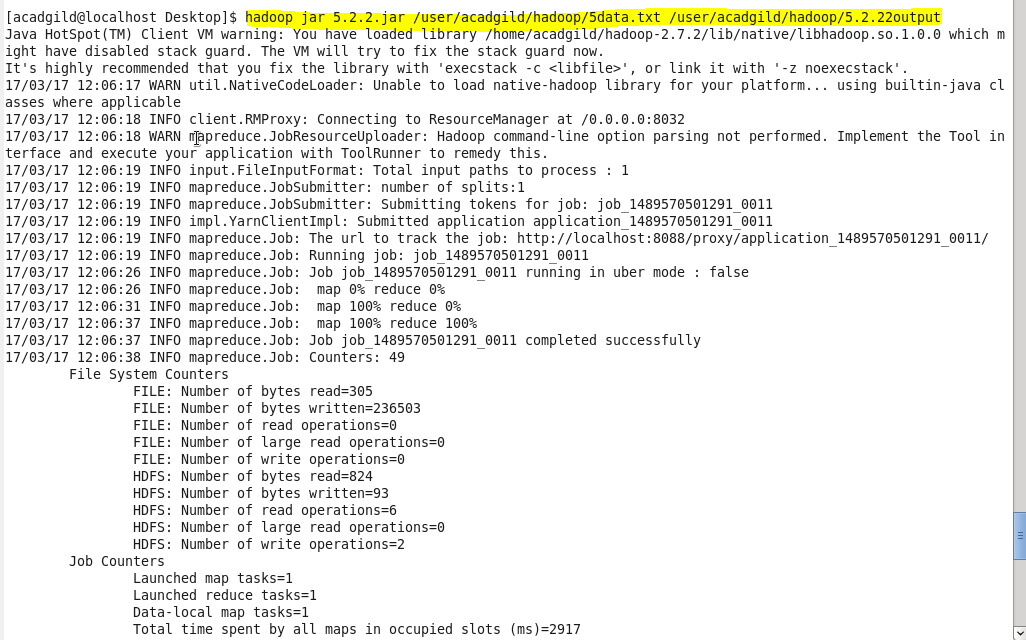 [acadgild@localhost Desktop]$ hadoop jar 5.2.2.jar /user/acadgild/hadoop/5data.txt /user/acadgild/hadoop/5.2.22output
Java HotSpot(TM) Client VM warning: You have loaded library /home/acadgild/hadoop-2.7.2/lib/native/libhadoop.so.1.0.0 which m
ight have disabled stack guard. The VM will try to fix the stack guard now.
It's highly recommended that you fix the library with 'execstack -c <libfile>', or link it with '-z noexecstack'.
17/03/17 12:06:17 WARN util.NativeCodeLoader: Unable to load native-hadoop library for your platform... using builtin-java cl
asses where applicable
17/03/17 12:06:18 INFO client.RMProxy: Connecting to ResourceManager at /0.0.0.0:8032
17/03/17 12:06:18 WARN mapreduce.JobResourceUploader: Hadoop command-line option parsing not performed. Implement the Tool in
terface and execute your application with ToolRunner to remedy this.
17/03/17 12:06:19 INFO input.FileInputFormat: Total input paths to process : 1
17/03/17 12:06:19 INFO mapreduce.JobSubmitter: number of splits:1
17/03/17 12:06:19 INFO mapreduce.JobSubmitter: Submitting tokens for job: job_1489570501291_0011
17/03/17 12:06:19 INFO impl.YarnClientImpl: Submitted application application_1489570501291_0011
17/03/17 12:06:19 INFO mapreduce.Job: The url to track the job: http://localhost:8088/proxy/application_1489570501291_0011/
17/03/17 12:06:19 INFO mapreduce.Job: Running job: job_1489570501291_0011
17/03/17 12:06:26 INFO mapreduce.Job: Job job_1489570501291_0011 running in uber mode : false
17/03/17 12:06:26 INFO mapreduce.Job:  map 0% reduce 0%
17/03/17 12:06:31 INFO mapreduce.Job:  map 100% reduce 0%
17/03/17 12:06:37 INFO mapreduce.Job:  map 100% reduce 100%
17/03/17 12:06:37 INFO mapreduce.Job: Job job_1489570501291_0011 completed successfully
17/03/17 12:06:38 INFO mapreduce.Job: Counters: 49
File System Counters
FILE: Number of bytes read=305
FILE: Number of bytes written=236503
FILE: Number of read operations=0
FILE: Number of large read operations=0
FILE: Number of write operations=0
HDFS: Number of bytes read=824
HDFS: Number of bytes written=93
HDFS: Number of read operations=6
HDFS: Number of large read operations=0
HDFS: Number of write operations=2
Job Counters
Launched map tasks=1
Launched reduce tasks=1
Data-local map tasks=1
Total time spent by all maps in occupied slots (ms)=2917